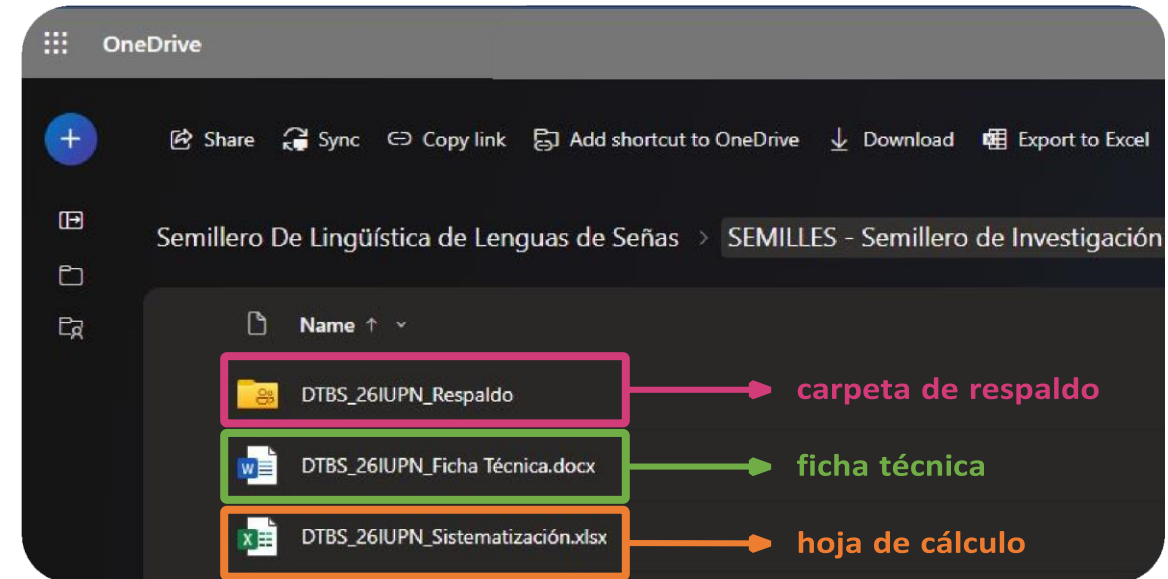 OneDrive
Share Sync Copy link Add shortcut to OneDrive Download Export to Excel
Semillero De Lingüística de Lenguas de Señas > SEMILLES - Semillero de Investigación
Name
DTBS_26IUPN_Respaldo carpeta de respaldo
DTBS_26IUPN_Ficha Técnica.docx ficha técnica
DTBS_26IUPN_Sistematización.xlsx hoja de cálculo